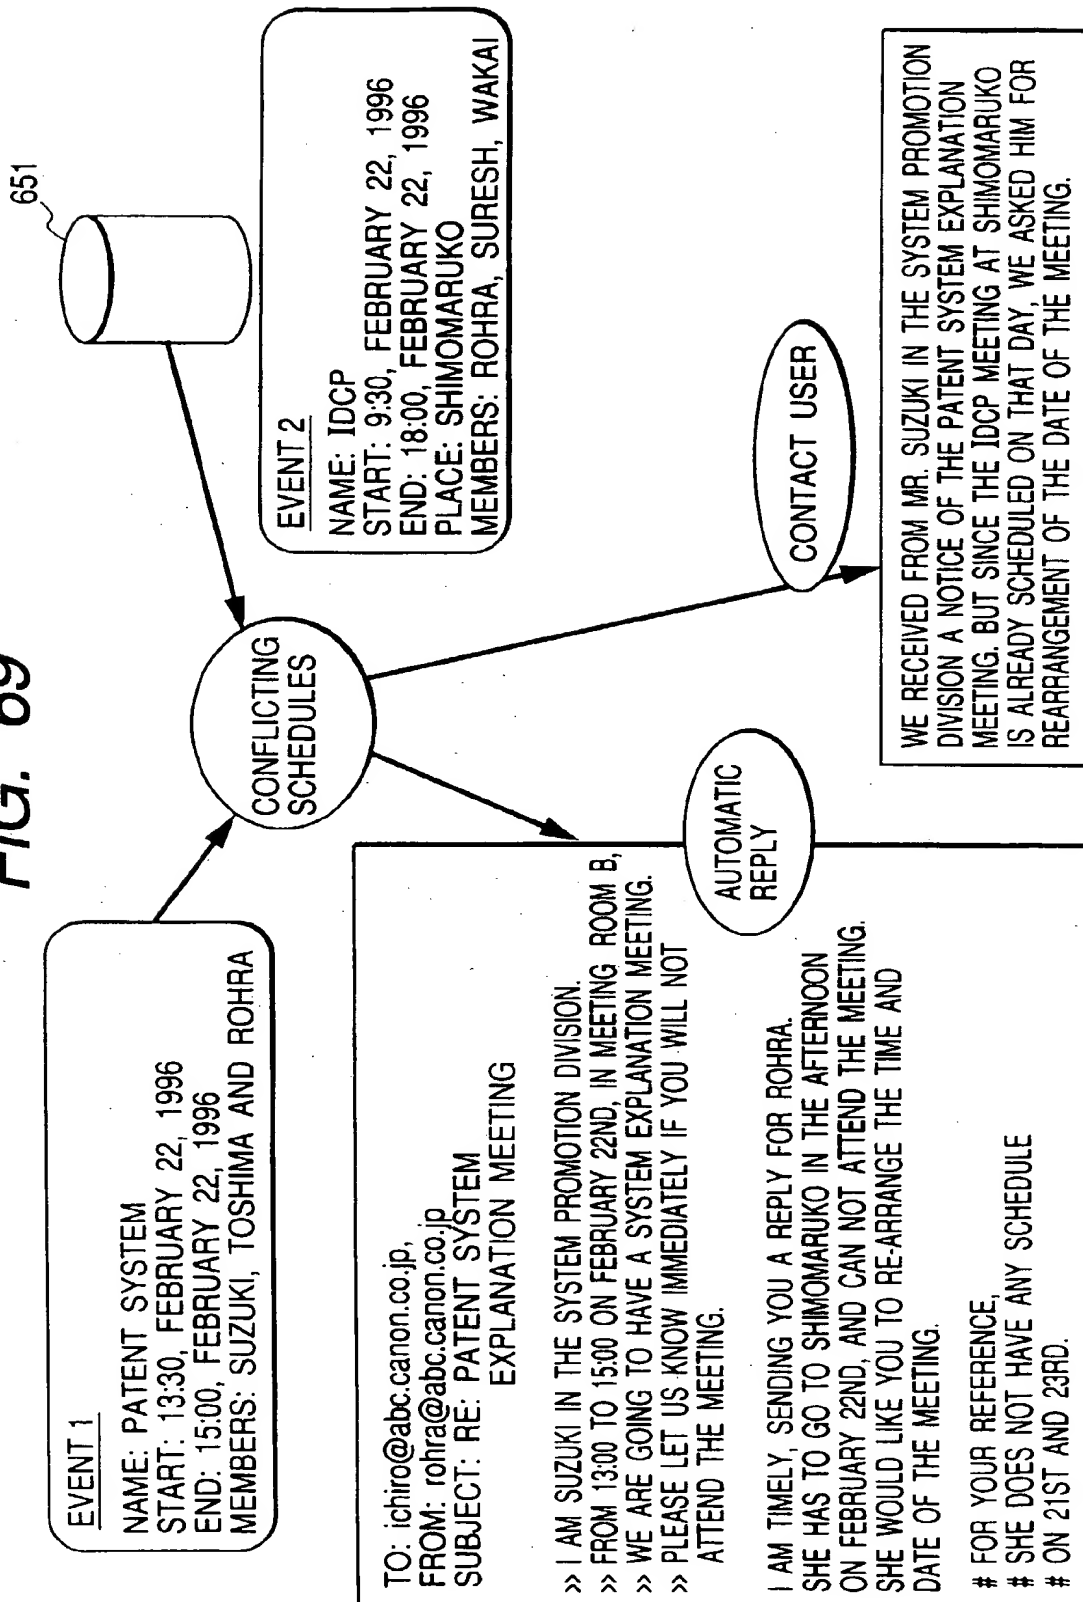 FIG. 69
EVENT 1
NAME: PATENT SYSTEM
START: 13:30, FEBRUARY 22, 1996
END: 15:00, FEBRUARY 22, 1996
MEMBERS: SUZUKI, TOSHIMA AND ROHRA
651
CONFLICTING
SCHEDULES
EVENT 2
NAME: IDCP
START: 9:30, FEBRUARY 22, 1996
END: 18:00, FEBRUARY 22, 1996
PLACE: SHIMOMARUKO
MEMBERS: ROHRA, SURESH, WAKAI
TO: ichiro@abc.canon.co.jp,
FROM: rohra@abc.canon.co.jp
SUBJECT: RE: PATENT SYSTEM
EXPLANATION MEETING
>> I AM SUZUKI IN THE SYSTEM PROMOTION DIVISION.
>> FROM 13:00 TO 15:00 ON FEBRUARY 22ND, IN MEETING ROOM B,
>> WE ARE GOING TO HAVE A SYSTEM EXPLANATION MEETING.
>> PLEASE LET US KNOW IMMEDIATELY IF YOU WILL NOT
ATTEND THE MEETING.
I AM TIMELY, SENDING YOU A REPLY FOR ROHRA.
SHE HAS TO GO TO SHIMOMARUKO IN THE AFTERNOON
ON FEBRUARY 22ND, AND CAN NOT ATTEND THE MEETING.
SHE WOULD LIKE YOU TO RE-ARRANGE THE TIME AND
DATE OF THE MEETING.
# FOR YOUR REFERENCE,
# SHE DOES NOT HAVE ANY SCHEDULE
# ON 21ST AND 23RD.
AUTOMATIC
REPLY
CONTACT USER
WE RECEIVED FROM MR. SUZUKI IN THE SYSTEM PROMOTION
DIVISION A NOTICE OF THE PATENT SYSTEM EXPLANATION
MEETING. BUT SINCE THE IDCP MEETING AT SHIMOMARUKO
IS ALREADY SCHEDULED ON THAT DAY, WE ASKED HIM FOR
REARRANGEMENT OF THE DATE OF THE MEETING.